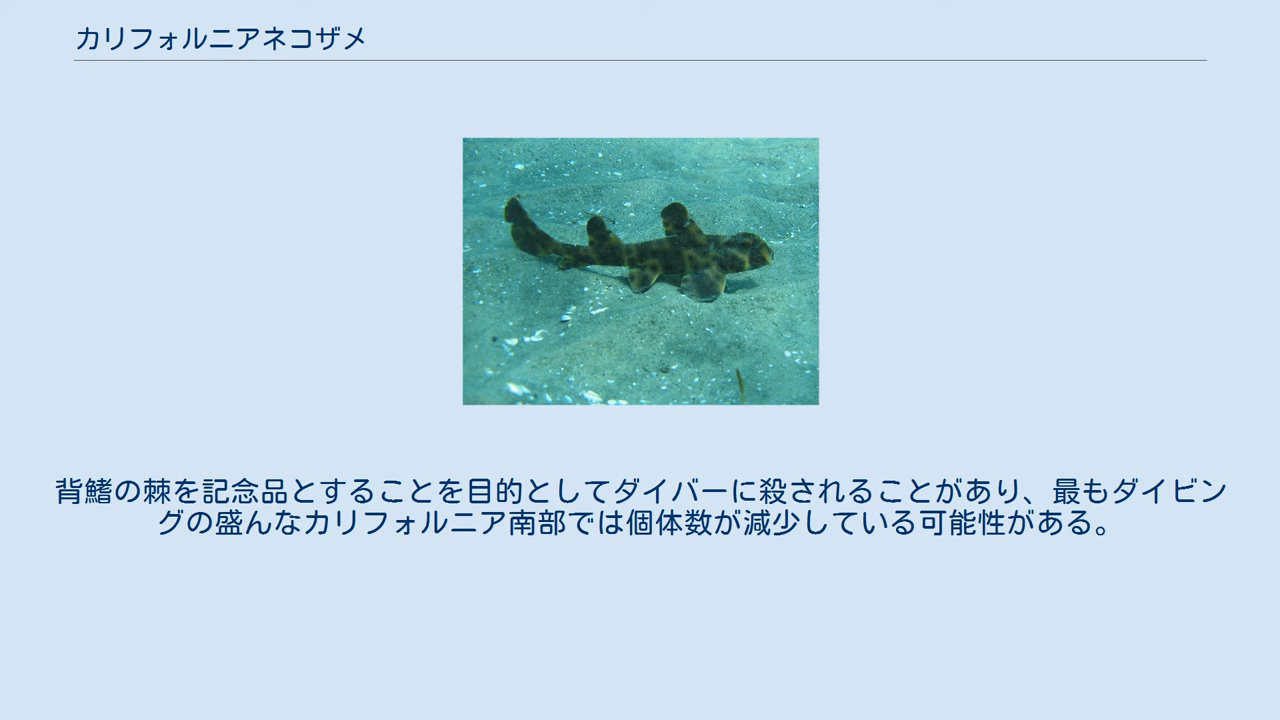 カリフォルニアネコザメ
背鰭の棘を記念品とすることを目的としてダイバーに殺されることがあり、最もダイビン
グの盛んなカリフォルニア南部では個体数が減少している可能性がある。